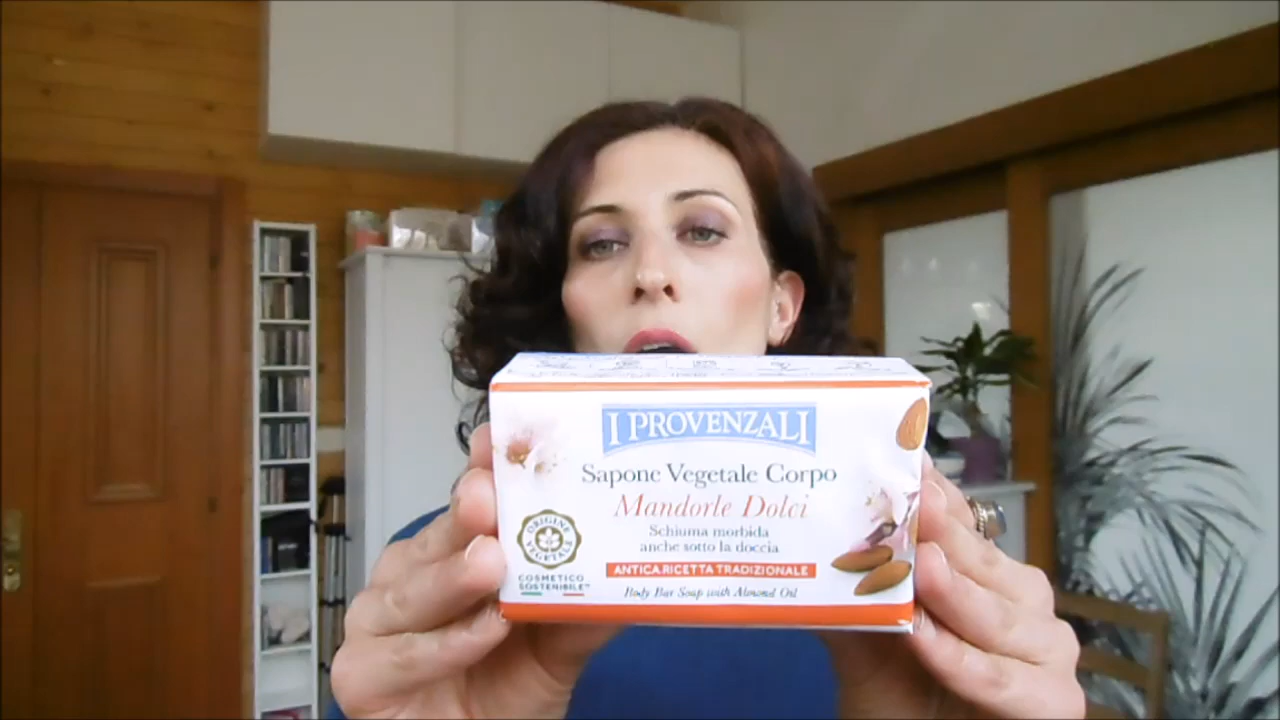 I PROVENZALI
Sapone Vegetale Corpo
Mandorle Dolci
Schiuma morbida
anche sotto la doccia
ANTICA RICETTA TRADIZIONALE
Body Bar Soap with Almond Oil
ORIGINE VEGETALE
COSMETICO
SOSTENIBILE™